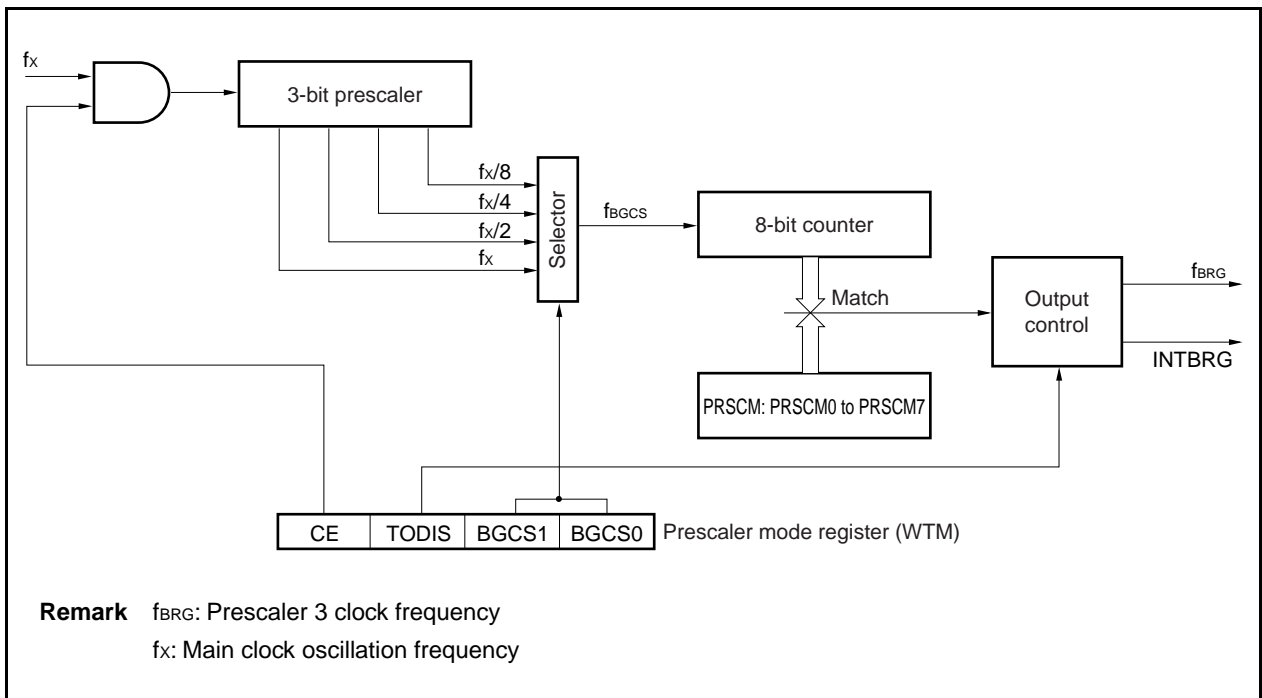 fX
3-bit prescaler
fX/8
fX/4
fX/2
fX
Selector
fBGCS
8-bit counter
Match
PRSCM: PRSCM0 to PRSCM7
Output
control
fBRG
INTBRG
CE TODIS BGCS1 BGCS0 Prescaler mode register (WTM)
Remark fBRG: Prescaler 3 clock frequency
fX: Main clock oscillation frequency